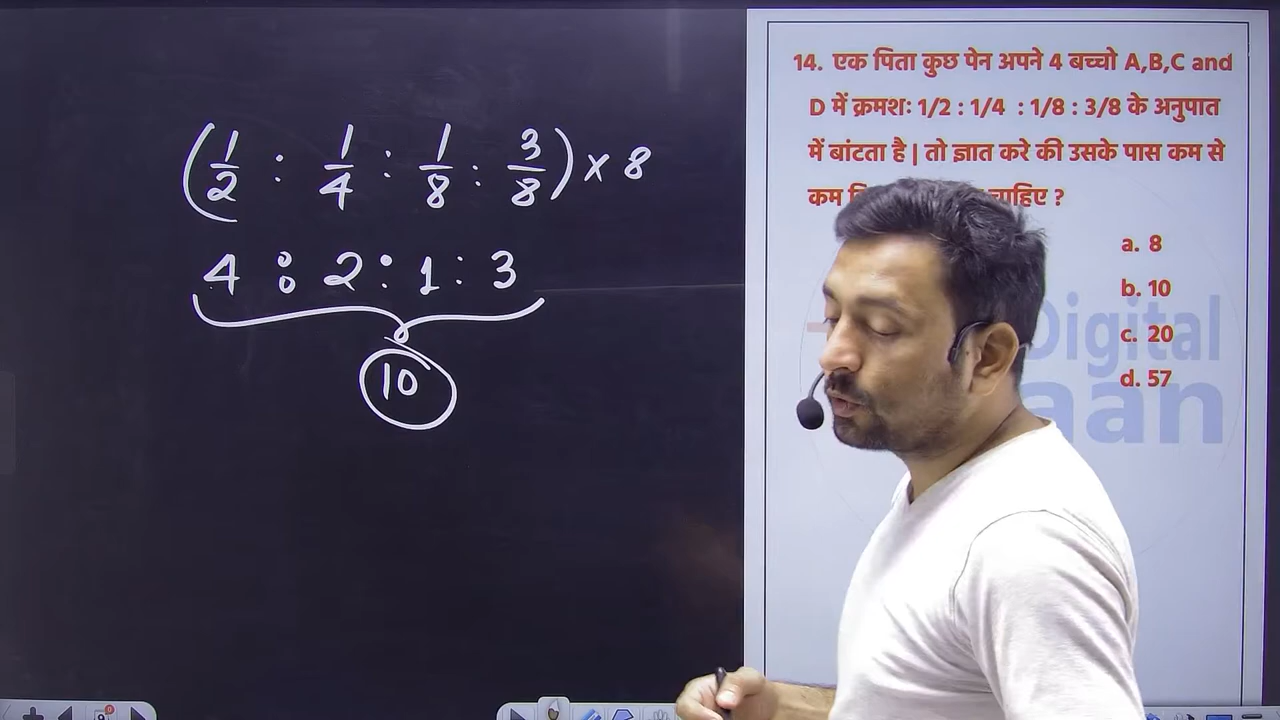 (1/2 : 1/4 : 1/8 : 3/8) × 8
4 : 2 : 1 : 3
10
14. एक पिता कुछ पेन अपने 4 बच्चो A,B,C and
D में क्रमशः 1/2 : 1/4 : 1/8 : 3/8 के अनुपात
में बांटता है | तो ज्ञात करे की उसके पास कम से
कम चाहिए ?
a. 8
b. 10
c. 20
d. 57
Digital